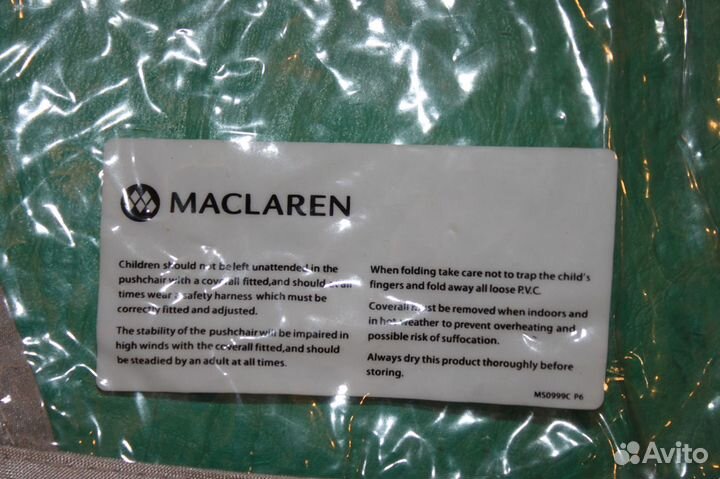 MACLAREN
Children should not be left unattended in the
pushchair with a coverall fitted,and should at all
times wear a safety harness which must be
correctly fitted and adjusted.
The stability of the pushchair will be impaired in
high winds with the coverall fitted,and should
be steadied by an adult at all times.
When folding take care not to trap the child's
fingers and fold away all loose P.V.C.
Coverall must be removed when indoors and
in hot weather to prevent overheating and
possible risk of suffocation.
Always dry this product thoroughly before
storing.
MS0999C P6
Avito